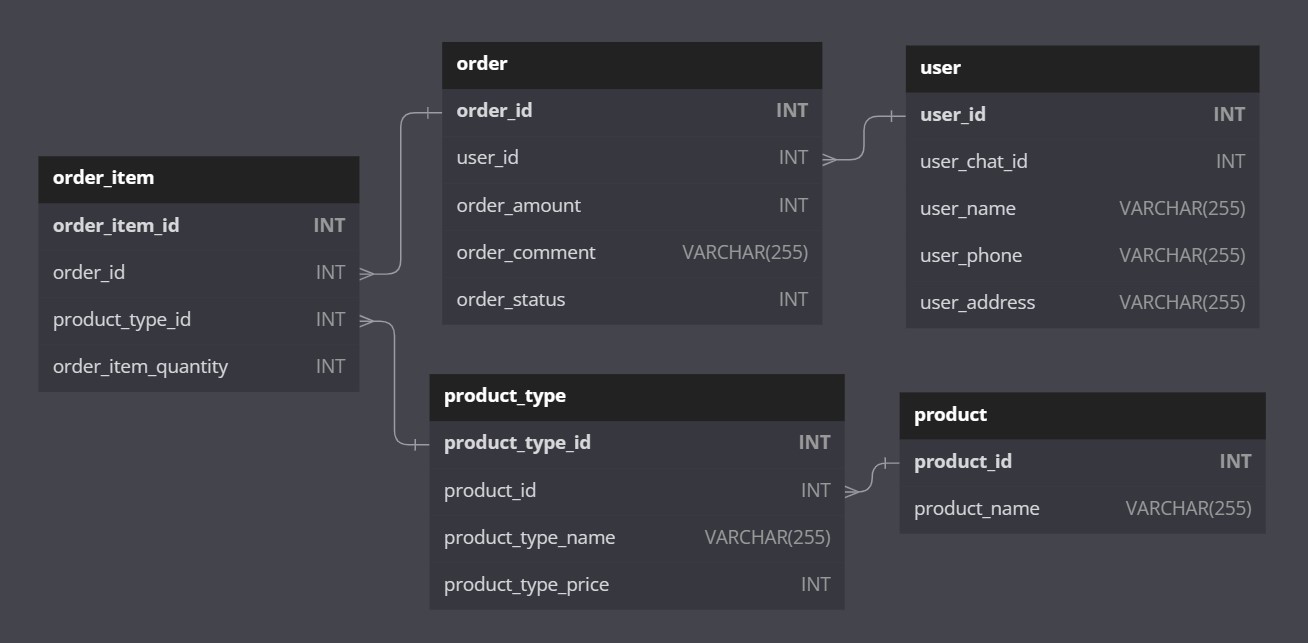 order_item
order_item_id INT
order_id INT
product_type_id INT
order_item_quantity INT
order
order_id INT
user_id INT
order_amount INT
order_comment VARCHAR(255)
order_status INT
user
user_id INT
user_chat_id INT
user_name VARCHAR(255)
user_phone VARCHAR(255)
user_address VARCHAR(255)
product_type
product_type_id INT
product_id INT
product_type_name VARCHAR(255)
product_type_price INT
product
product_id INT
product_name VARCHAR(255)